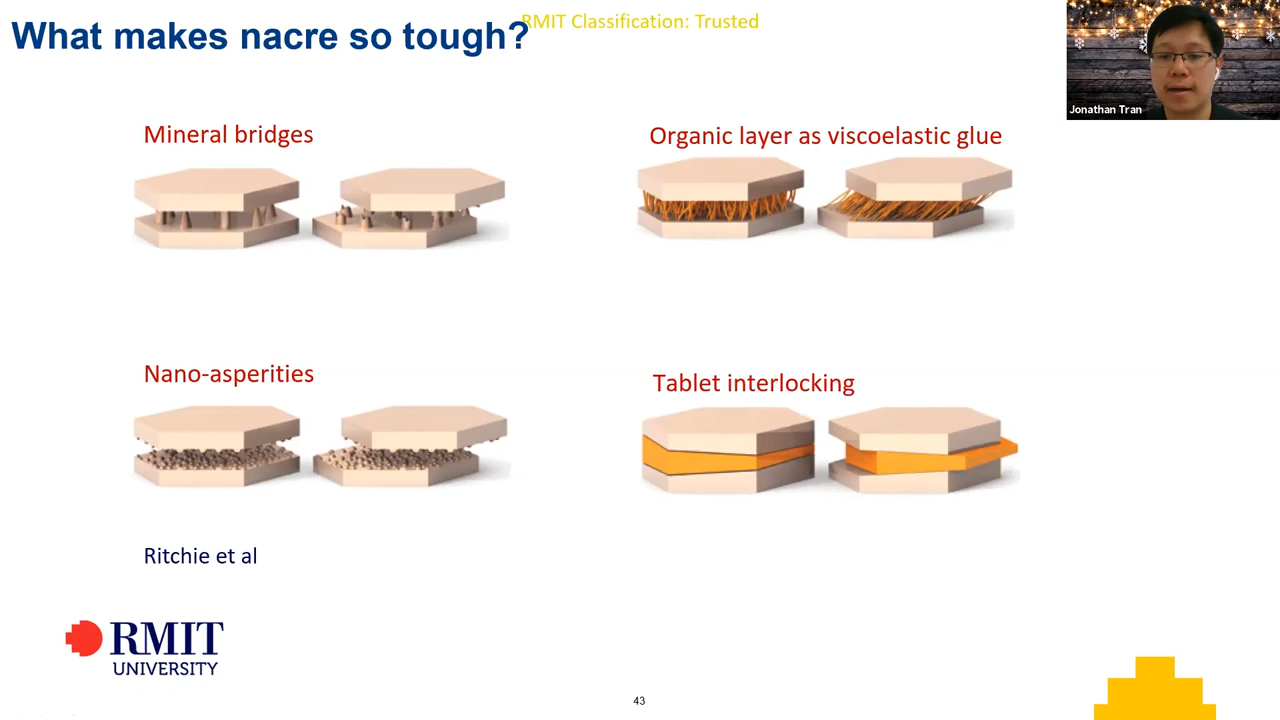 RMIT Classification: Trusted
What makes nacre so tough?
Jonathan Tran
Mineral bridges
Organic layer as viscoelastic glue
Nano-asperities
Tablet interlocking
Ritchie et al
RMIT
UNIVERSITY
43